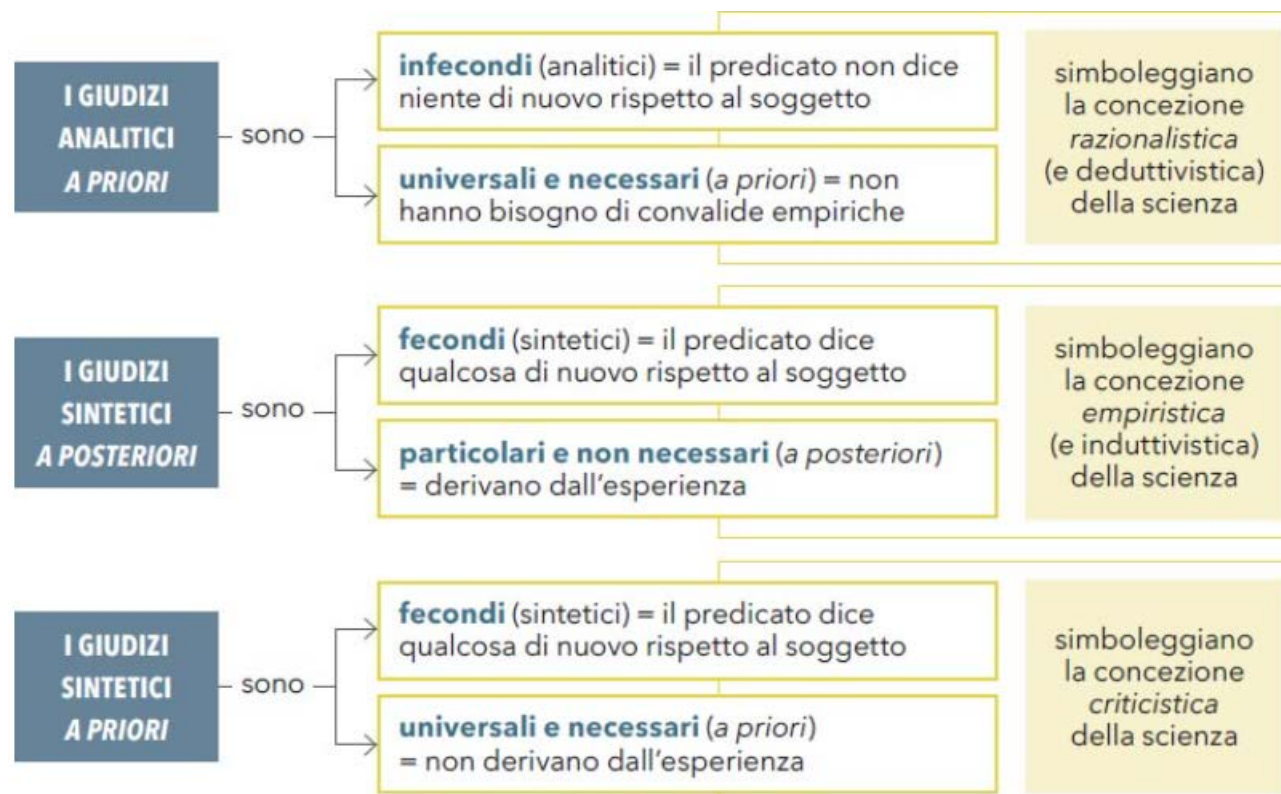 I GIUDIZI
ANALITICI
A PRIORI
sono
infecondi (analitici) = il predicato non dice
niente di nuovo rispetto al soggetto
universali e necessari (a priori) = non
hanno bisogno di convalide empiriche
simboleggiano
la concezione
razionalistica
(e deduttivistica)
della scienza
I GIUDIZI
SINTETICI
A POSTERIORI
sono
fecondi (sintetici) = il predicato dice
qualcosa di nuovo rispetto al soggetto
particolari e non necessari (a posteriori)
= derivano dall'esperienza
simboleggiano
la concezione
empiristica
(e induttivistica)
della scienza
I GIUDIZI
SINTETICI
A PRIORI
sono
fecondi (sintetici) = il predicato dice
qualcosa di nuovo rispetto al soggetto
universali e necessari (a priori)
= non derivano dall'esperienza
simboleggiano
la concezione
criticistica
della scienza